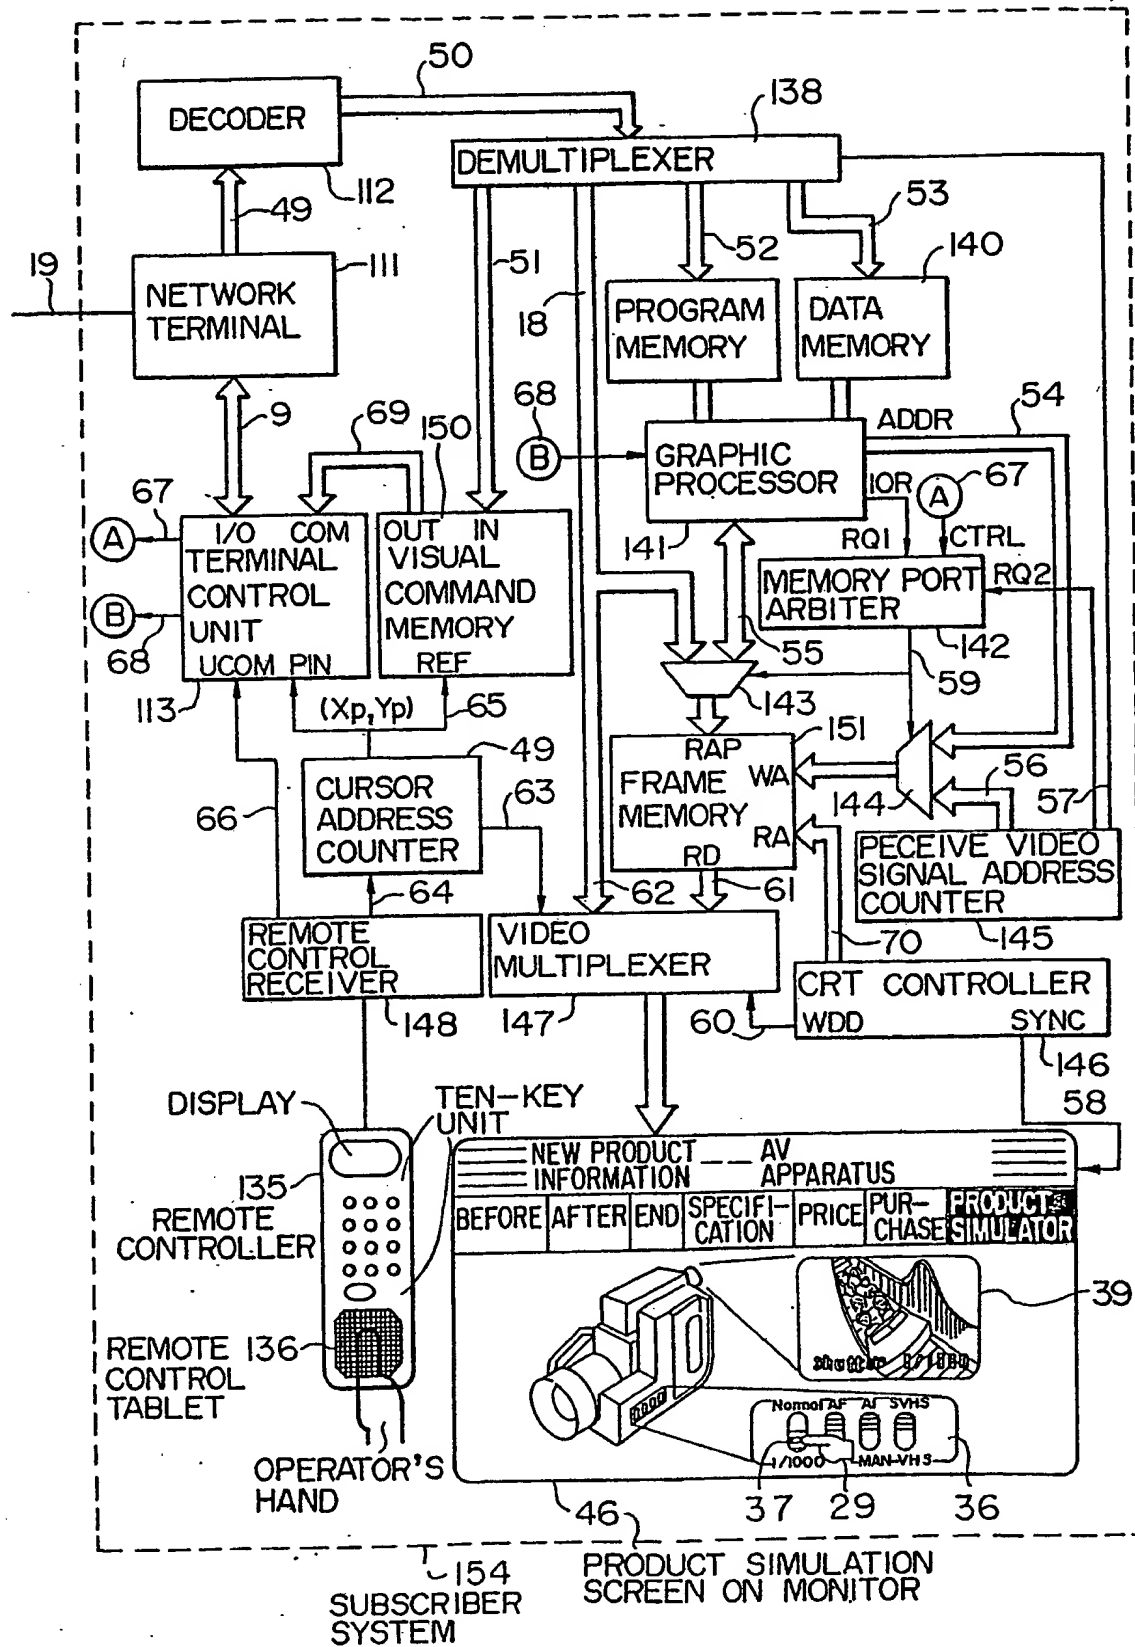 50
DECODER
138
DEMULTIPLEXER
112
49
53
19
111
51
52
140
NETWORK
TERMINAL
18
PROGRAM
MEMORY
DATA
MEMORY
9
69
150
68
B
ADDR
54
GRAPHIC
PROCESSOR
IOR
A
67
67
A
I/O COM
OUT IN
141
RQ1
CTRL
TERMINAL
CONTROL
UNIT
VISUAL
COMMAND
MEMORY
MEMORY PORT
ARBITER
RQ2
B
68
UCOM PIN
REF
55
142
59
113
(Xp,Yp)
65
143
49
151
RAP
FRAME
MEMORY
WA
RA
RD
144
56
57
66
CURSOR
ADDRESS
COUNTER
63
PECEIVE VIDEO
SIGNAL ADDRESS
COUNTER
64
62
61
REMOTE
CONTROL
RECEIVER
VIDEO
MULTIPLEXER
70
145
CRT CONTROLLER
WDD SYNC
148
147
60
146
DISPLAY
TEN-KEY
UNIT
58
135
NEW PRODUCT
INFORMATION
AV
APPARATUS
REMOTE
CONTROLLER
BEFORE
AFTER
END
SPECIFI-
CATION
PRICE
PUR-
CHASE
PRODUCT
SIMULATOR
39
REMOTE 136
CONTROL
TABLET
Shutter 1/1000
Normal AF AI SVHS
1/1000 MAN VHS
OPERATOR'S
HAND
46
37
29
36
154
SUBSCRIBER
SYSTEM
PRODUCT SIMULATION
SCREEN ON MONITOR